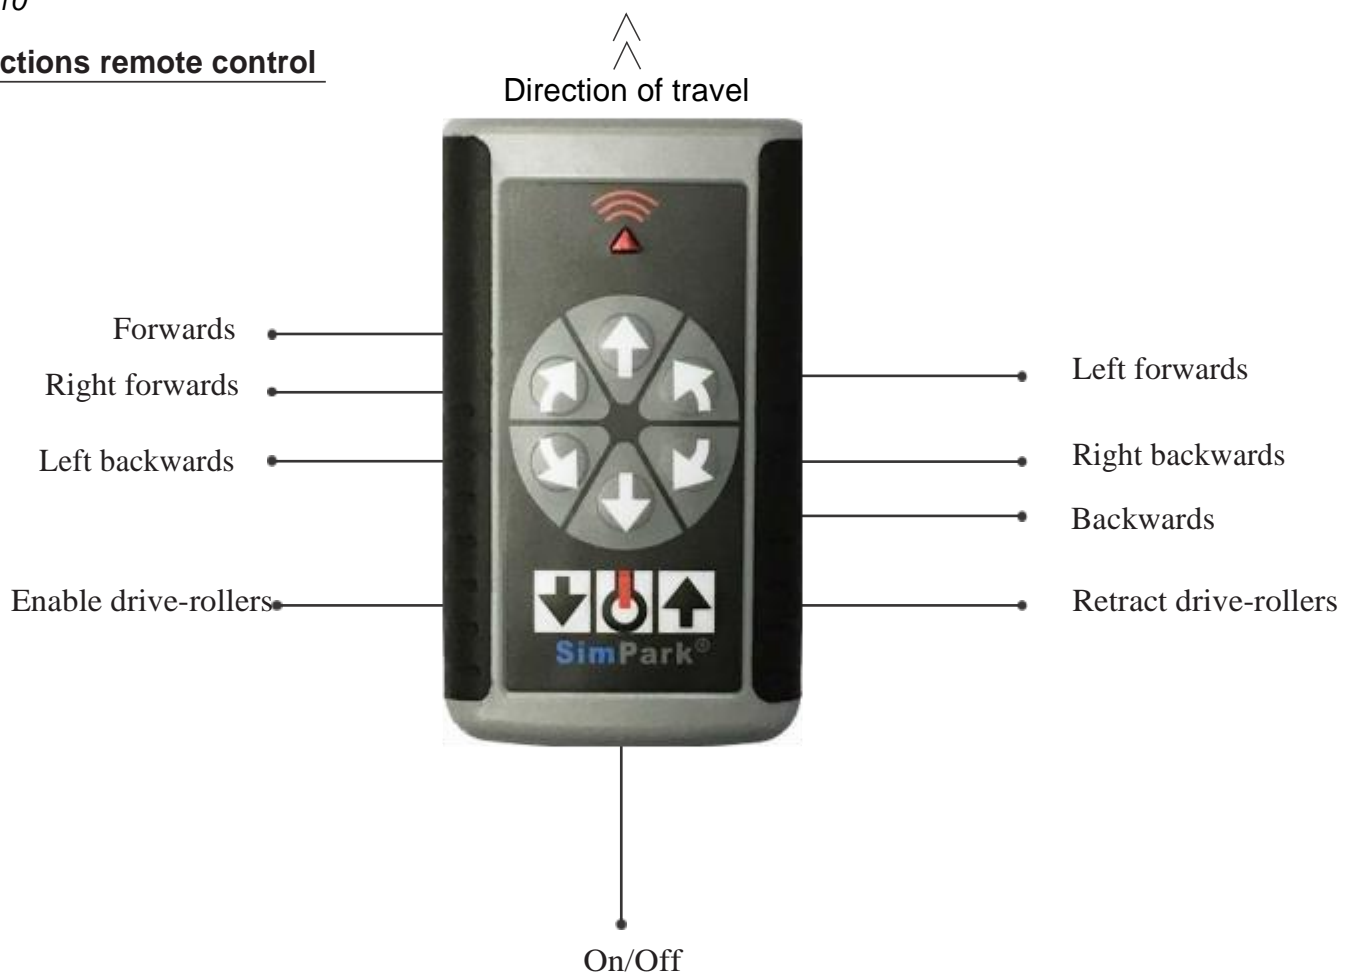 10
ctions remote control
Direction of travel
Forwards
Right forwards
Left backwards
Enable drive-rollers
Left forwards
Right backwards
Backwards
Retract drive-rollers
SimPark®
On/Off